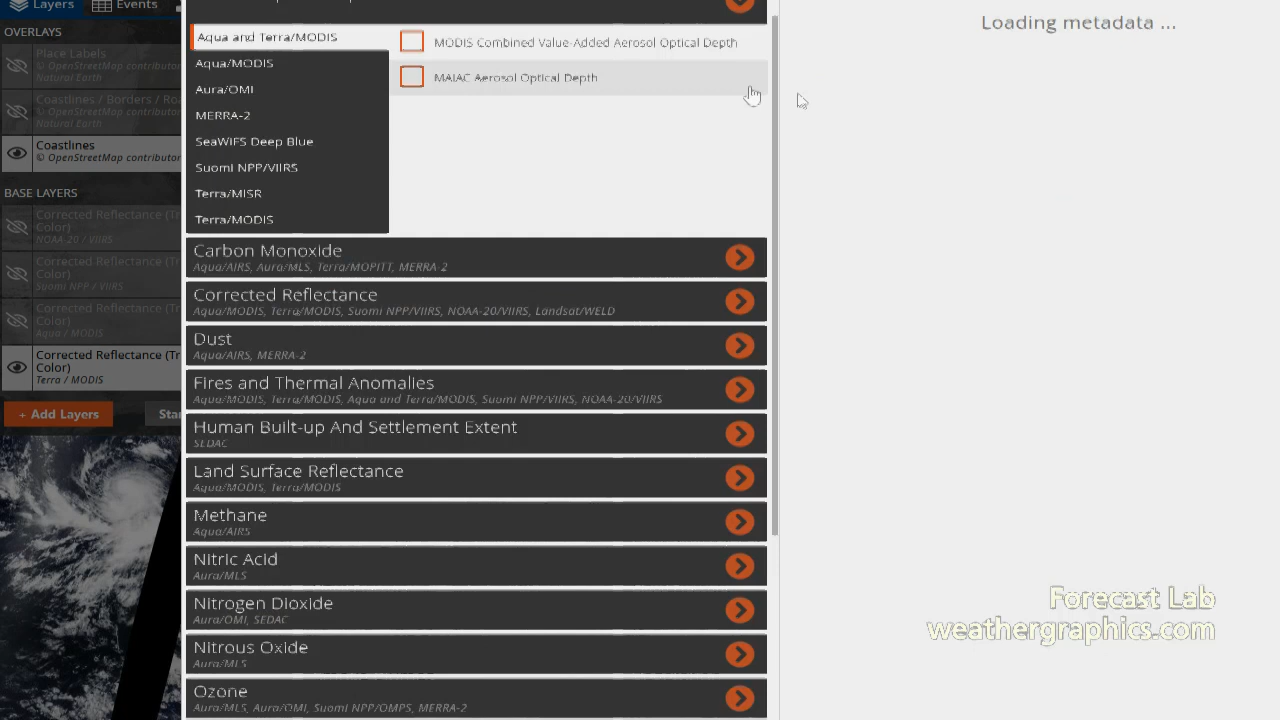 Layers
Events
OVERLAYS
Place Labels
© OpenStreetMap contributor
Natural Earth
Coastlines / Borders / Roa
© OpenStreetMap contributor
Natural Earth
Coastlines
© OpenStreetMap contributor
BASE LAYERS
Corrected Reflectance (Tr
Color)
NOAA-20 / VIIRS
Corrected Reflectance (Tr
Color)
Suomi NPP / VIIRS
Corrected Reflectance (Tr
Color)
Aqua / MODIS
Corrected Reflectance (Tr
Color)
Terra / MODIS
+ Add Layers
Star
Aqua and Terra/MODIS
Aqua/MODIS
Aura/OMI
MERRA-2
SeaWIFS Deep Blue
Suomi NPP/VIIRS
Terra/MISR
Terra/MODIS
MODIS Combined Value-Added Aerosol Optical Depth
MAIAC Aerosol Optical Depth
Carbon Monoxide
Aqua/AIRS, Aura/MLS, Terra/MOPITT, MERRA-2
Corrected Reflectance
Aqua/MODIS, Terra/MODIS, Suomi NPP/VIIRS, NOAA-20/VIIRS, Landsat/WELD
Dust
Aqua/AIRS, MERRA-2
Fires and Thermal Anomalies
Aqua/MODIS, Terra/MODIS, Aqua and Terra/MODIS, Suomi NPP/VIIRS, NOAA-20/VIIRS
Human Built-up And Settlement Extent
SEDAC
Land Surface Reflectance
Aqua/MODIS, Terra/MODIS
Methane
Aqua/AIRS
Nitric Acid
Aura/MLS
Nitrogen Dioxide
Aura/OMI, SEDAC
Nitrous Oxide
Aura/MLS
Ozone
Aura/MLS, Aura/OMI, Suomi NPP/OMPS, MERRA-2
Loading metadata ...
Forecast Lab
weathergraphics.com